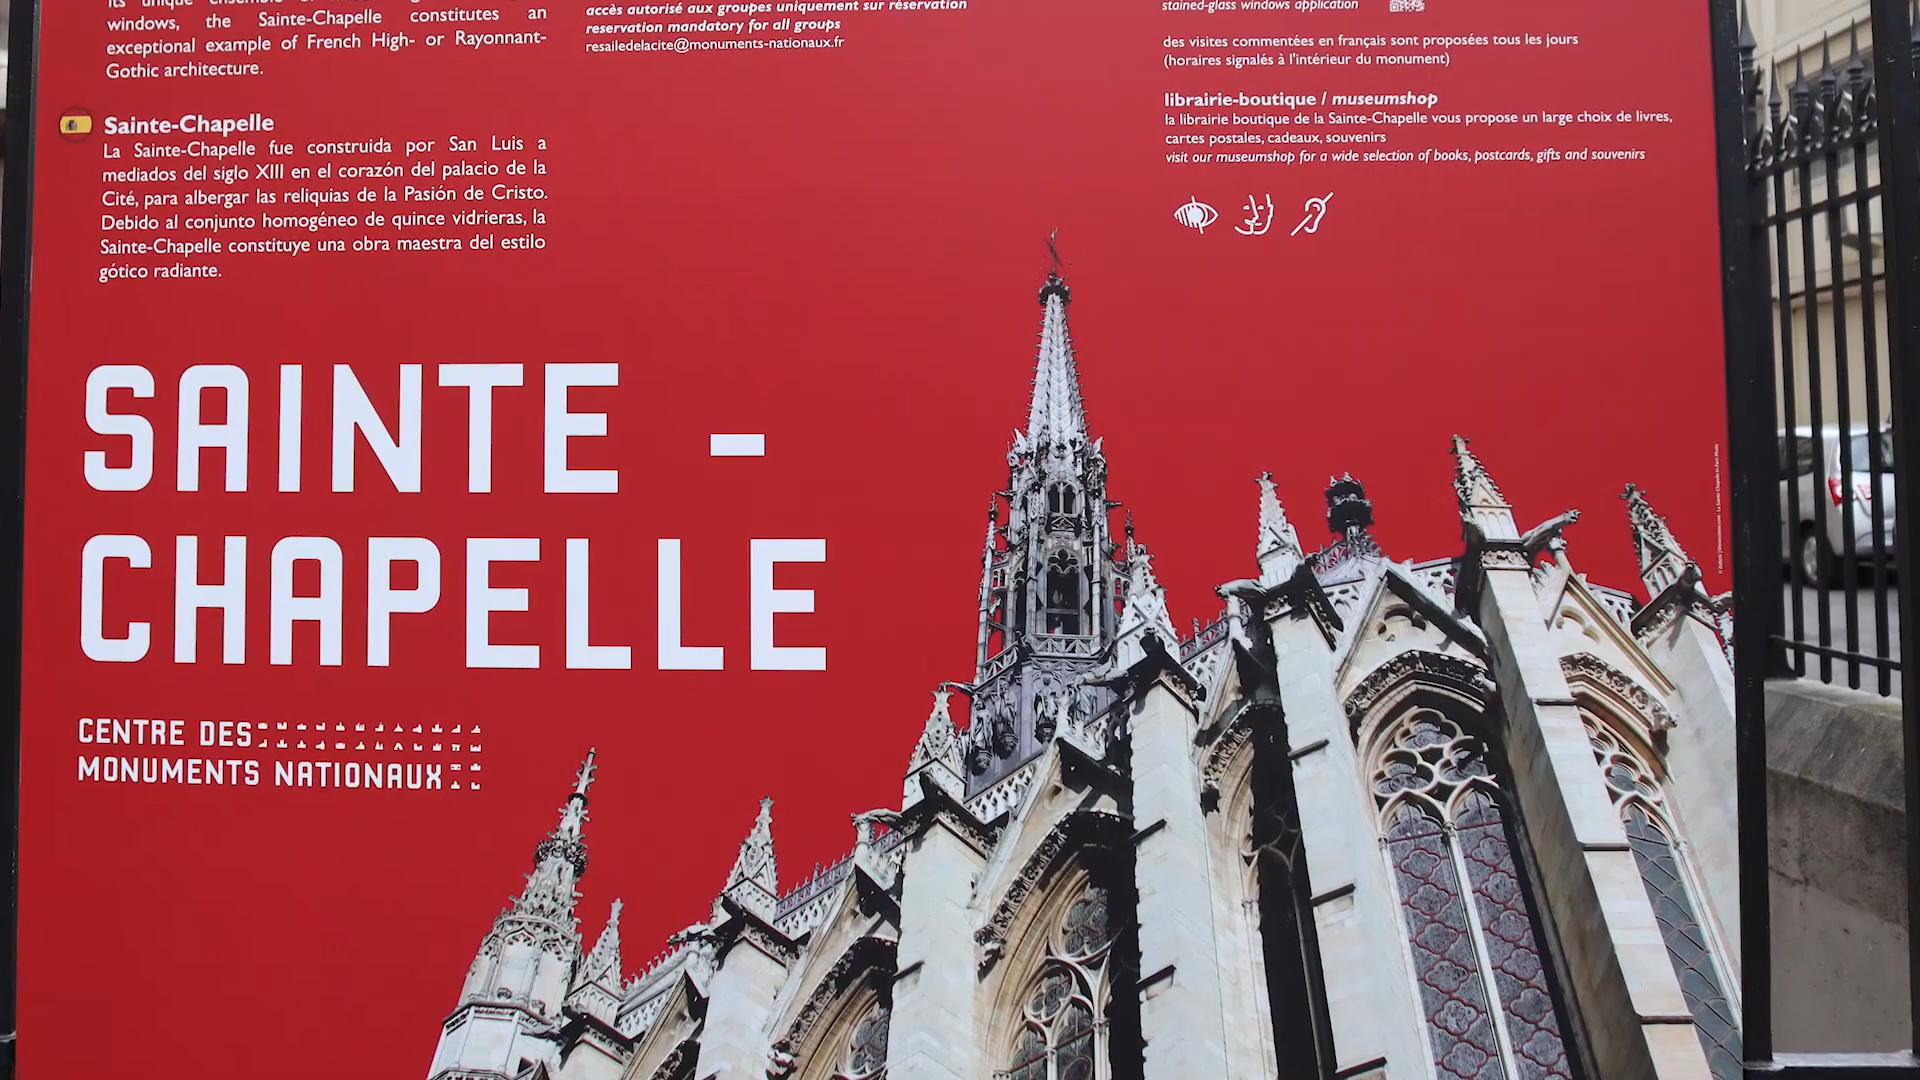 windows, the Sainte-Chapelle constitutes an
exceptional example of French High- or Rayonnant-
Gothic architecture.
Sainte-Chapelle
La Sainte-Chapelle fue construida por San Luis a
mediados del siglo XIII en el corazón del palacio de la
Cité, para albergar las reliquias de la Pasión de Cristo.
Debido al conjunto homogéneo de quince vidrieras, la
Sainte-Chapelle constituye una obra maestra del estilo
gótico radiante.
accès autorisé aux groupes uniquement sur réservation
reservation mandatory for all groups
resailedelacite@monuments-nationaux.fr
stained-glass windows application
des visites commentées en français sont proposées tous les jours
(horaires signalés à l'intérieur du monument)
librairie-boutique / museumshop
la librairie boutique de la Sainte-Chapelle vous propose un large choix de livres,
cartes postales, cadeaux, souvenirs
visit our museumshop for a wide selection of books, postcards, gifts and souvenirs
SAINTE -
CHAPELLE
CENTRE DES
MONUMENTS NATIONAUX